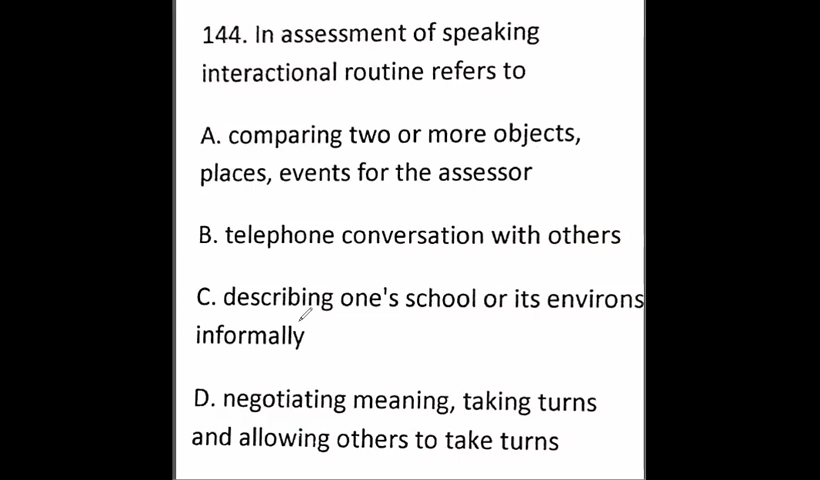 144. In assessment of speaking
interactional routine refers to
A. comparing two or more objects,
places, events for the assessor
B. telephone conversation with others
C. describing one's school or its environs
informally
D. negotiating meaning, taking turns
and allowing others to take turns